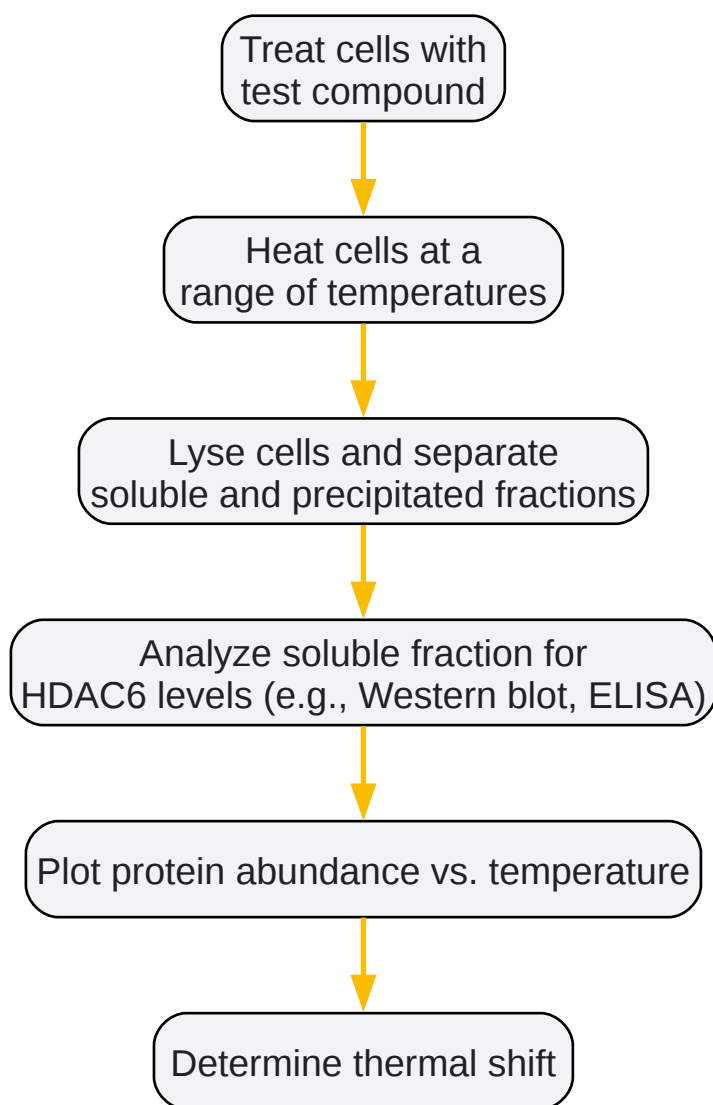 Treat cells with
test compound
Heat cells at a
range of temperatures
Lyse cells and separate
soluble and precipitated fractions
Analyze soluble fraction for
HDAC6 levels (e.g., Western blot, ELISA)
Plot protein abundance vs. temperature
Determine thermal shift